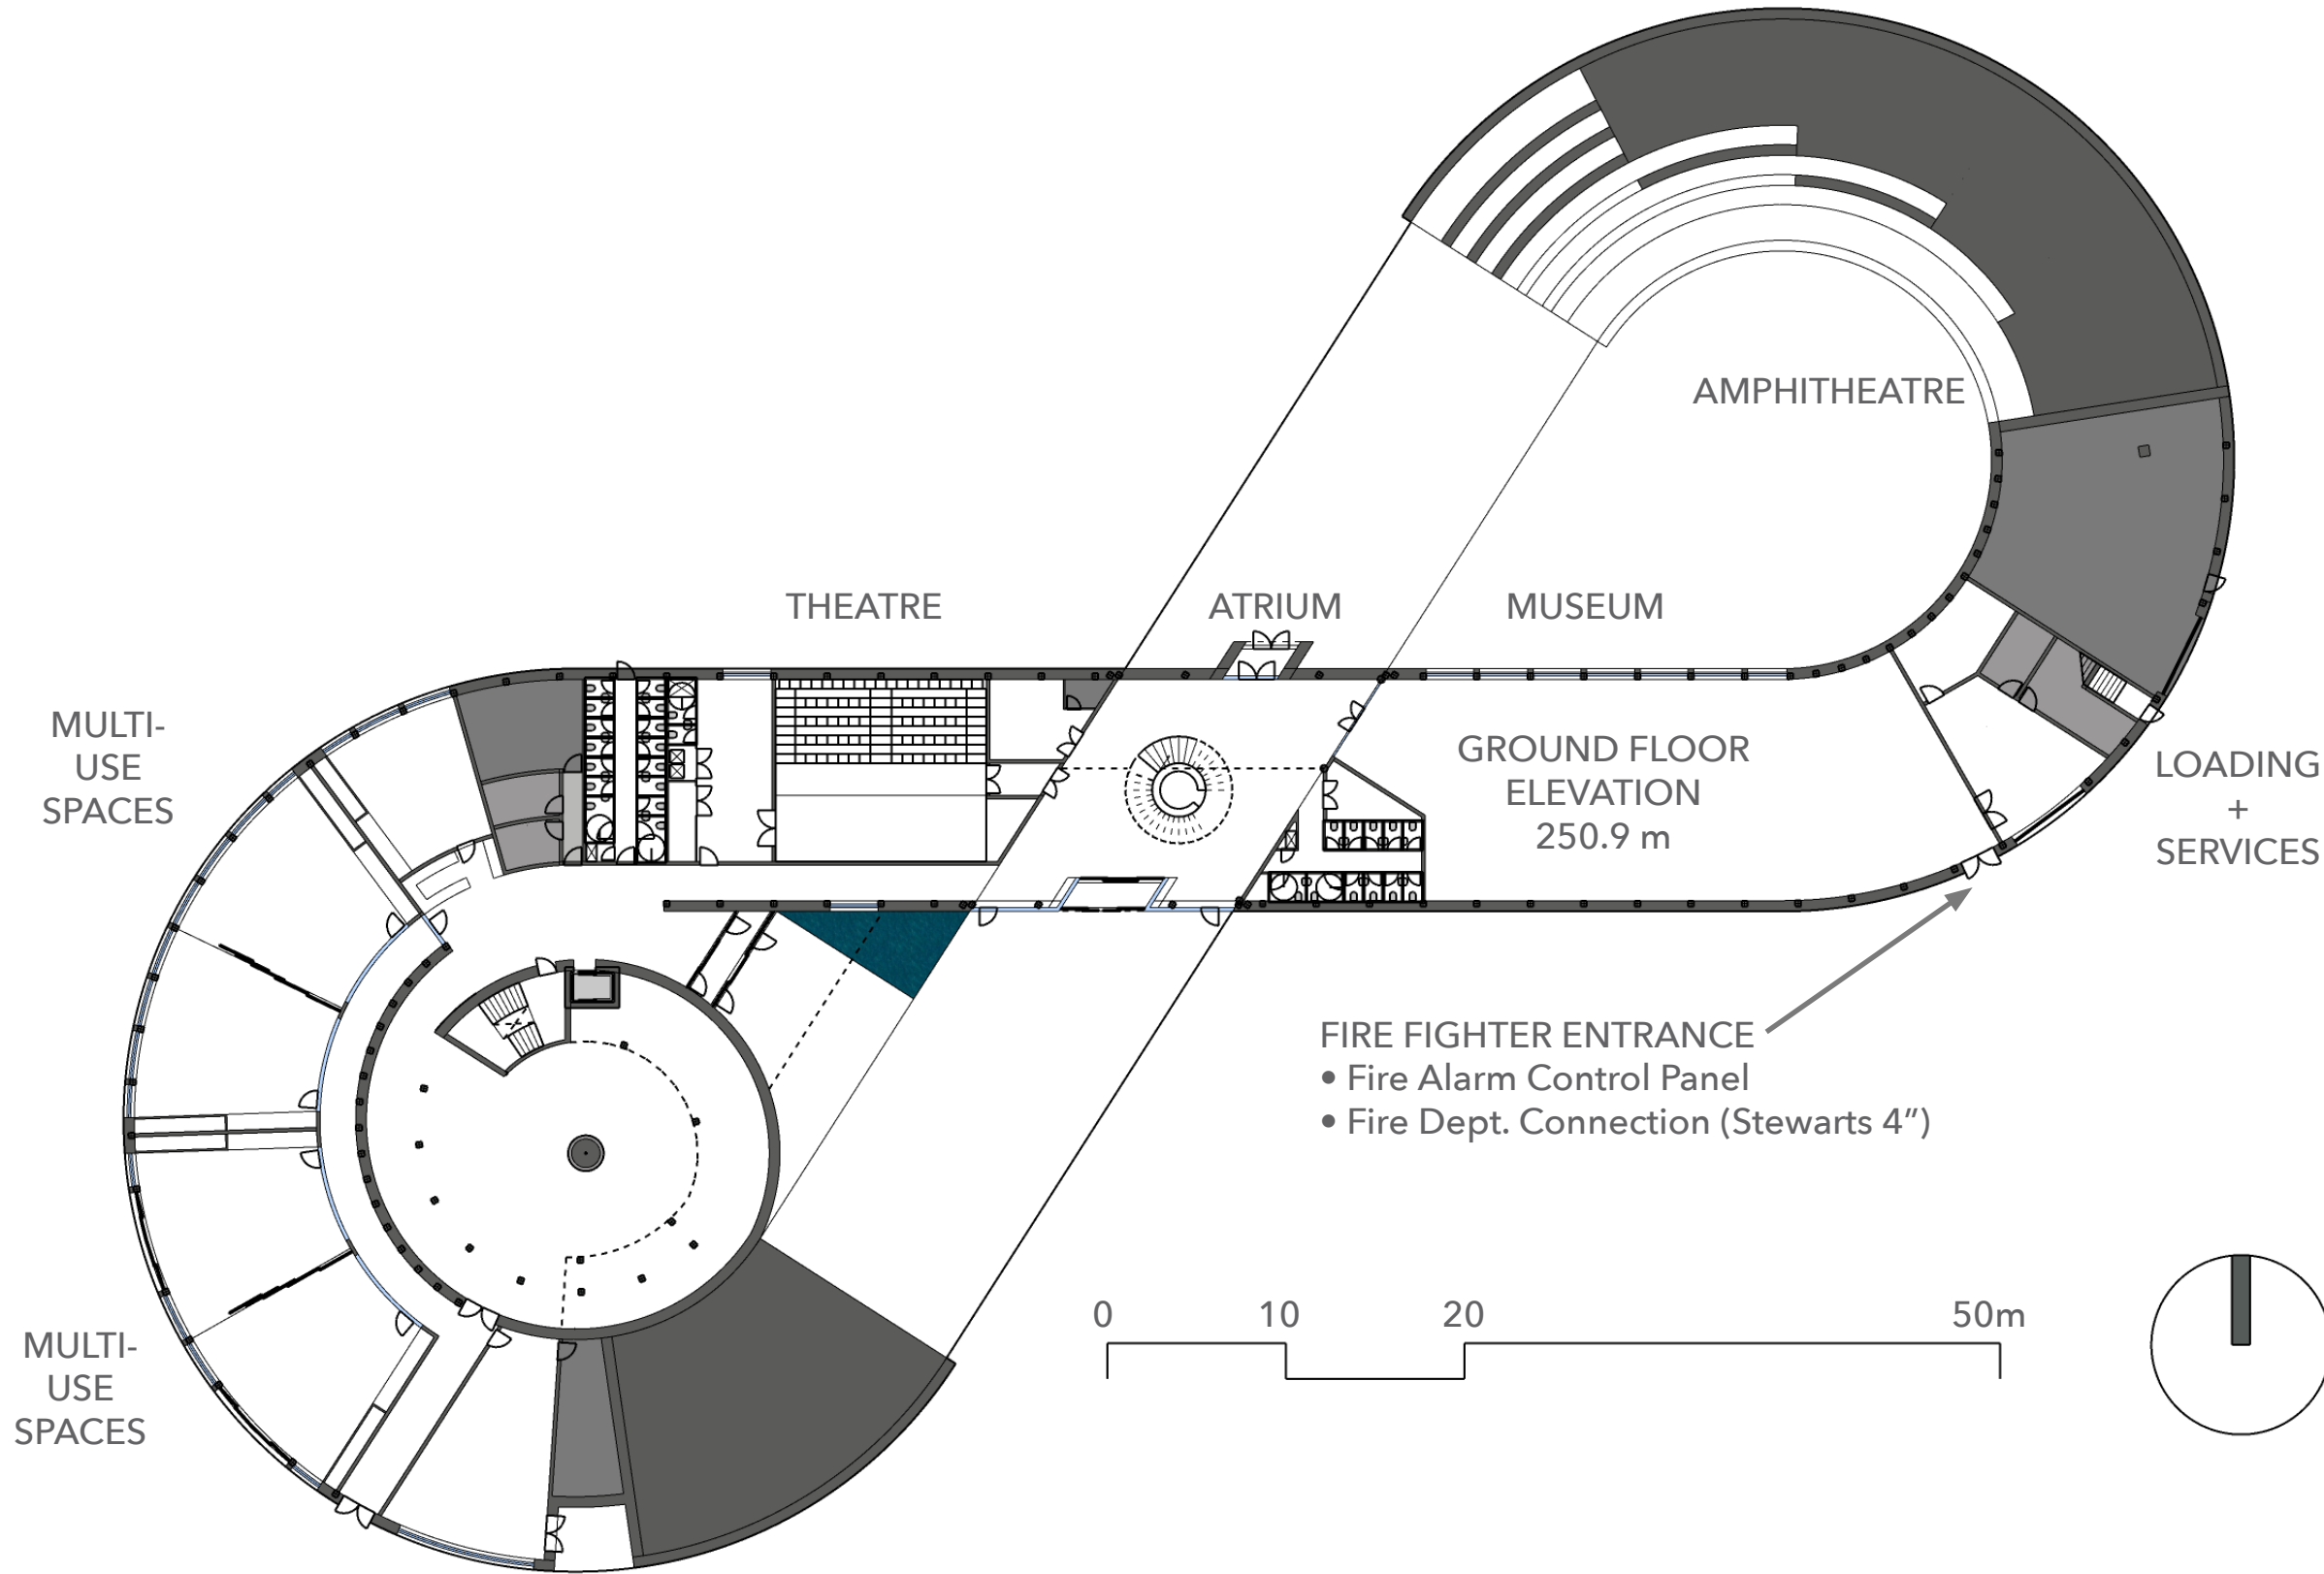 AMPHITHEATRE
THEATRE
ATRIUM
MUSEUM
MULTI-
USE
SPACES
GROUND FLOOR
ELEVATION
250.9 m
LOADING
+
SERVICES
FIRE FIGHTER ENTRANCE
• Fire Alarm Control Panel
• Fire Dept. Connection (Stewarts 4”)
0 10 20 50m
MULTI-
USE
SPACES